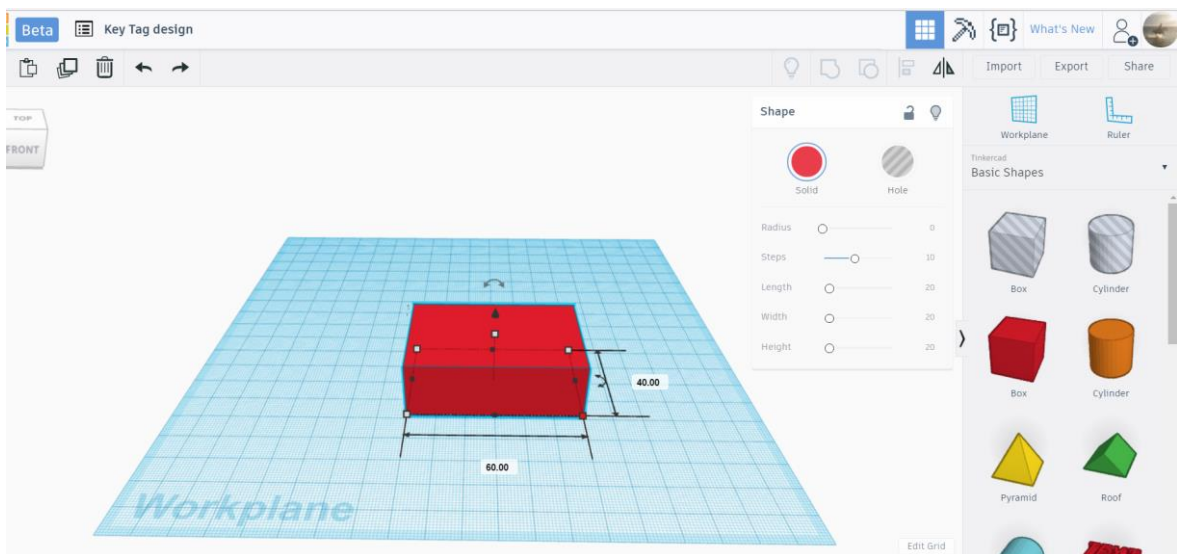 Beta Key Tag design What's New
Import Export Share
TOP
FRONT
Shape
Solid Hole
Radius 0
Steps 10
Length 20
Width 20
Height 20
40.00
60.00
Workplane
Edit Grid
Workplane Ruler
Tinkercad
Basic Shapes
Box Cylinder
Box Cylinder
Pyramid Roof